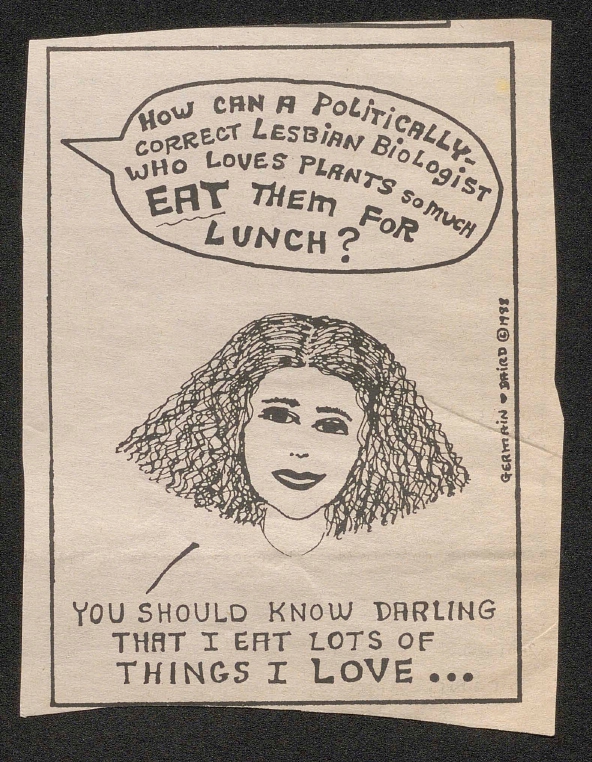 HOW CAN A POLITICALLY-
CORRECT LESBIAN BIOLOGIST
WHO LOVES PLANTS SO MUCH
EAT THEM FOR
LUNCH?
GERMAIN ♥ BAIRD © 1988
YOU SHOULD KNOW DARLING
THAT I EAT LOTS OF
THINGS I LOVE...